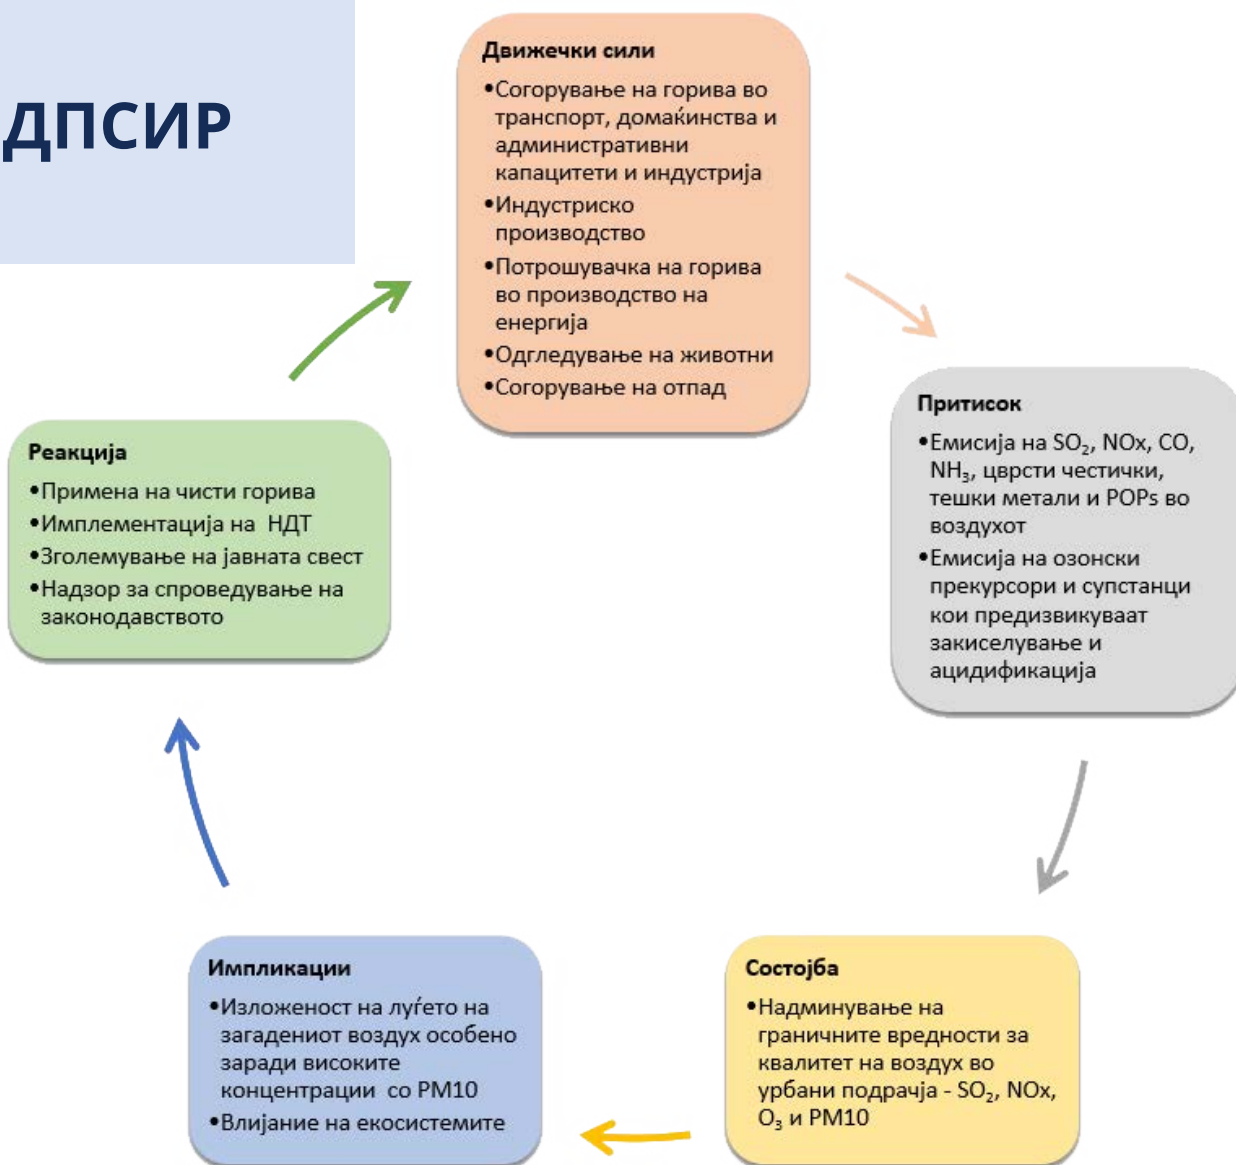 ДПСИР
Движечки сили
•Согорување на горива во
транспорт, домаќинства и
административни
капацитети и индустрија
•Индустриско
производство
•Потрошувачка на горива
во производство на
енергија
•Одгледување на животни
•Согорување на отпад
Притисок
•Емисија на SO₂, NOx, CO,
NH₃, цврсти честички,
тешки метали и POPs во
воздухот
•Емисија на озонски
прекурсори и супстанци
кои предизвикуваат
закиселување и
ацидификација
Состојба
•Надминување на
граничните вредности за
квалитет на воздух во
урбани подрачја - SO₂, NOx,
O₃ и PM10
Импликации
•Изложеност на луѓето на
загадениот воздух особено
заради високите
концентрации со PM10
•Влијание на екосистемите
Реакција
•Примена на чисти горива
•Имплементација на НДТ
•Зголемување на јавната свест
•Надзор за спроведување на
законодавството